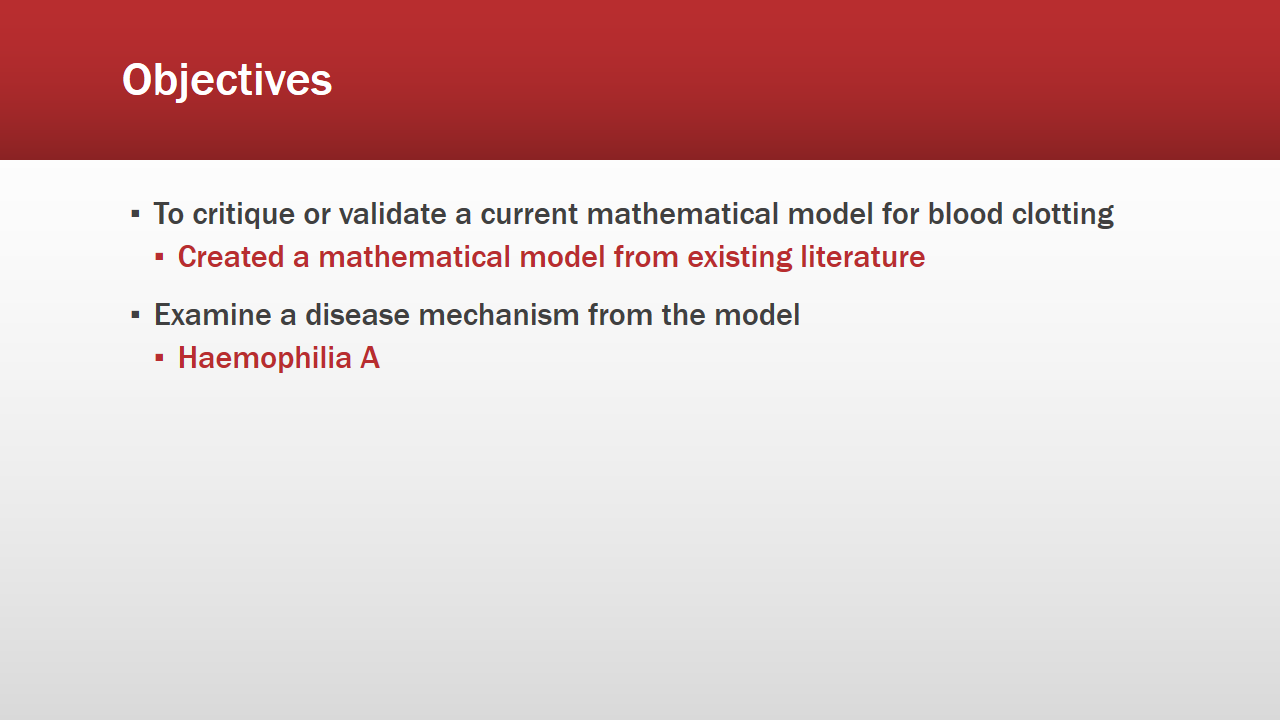 Objectives
▪ To critique or validate a current mathematical model for blood clotting
▪ Created a mathematical model from existing literature
▪ Examine a disease mechanism from the model
▪ Haemophilia A